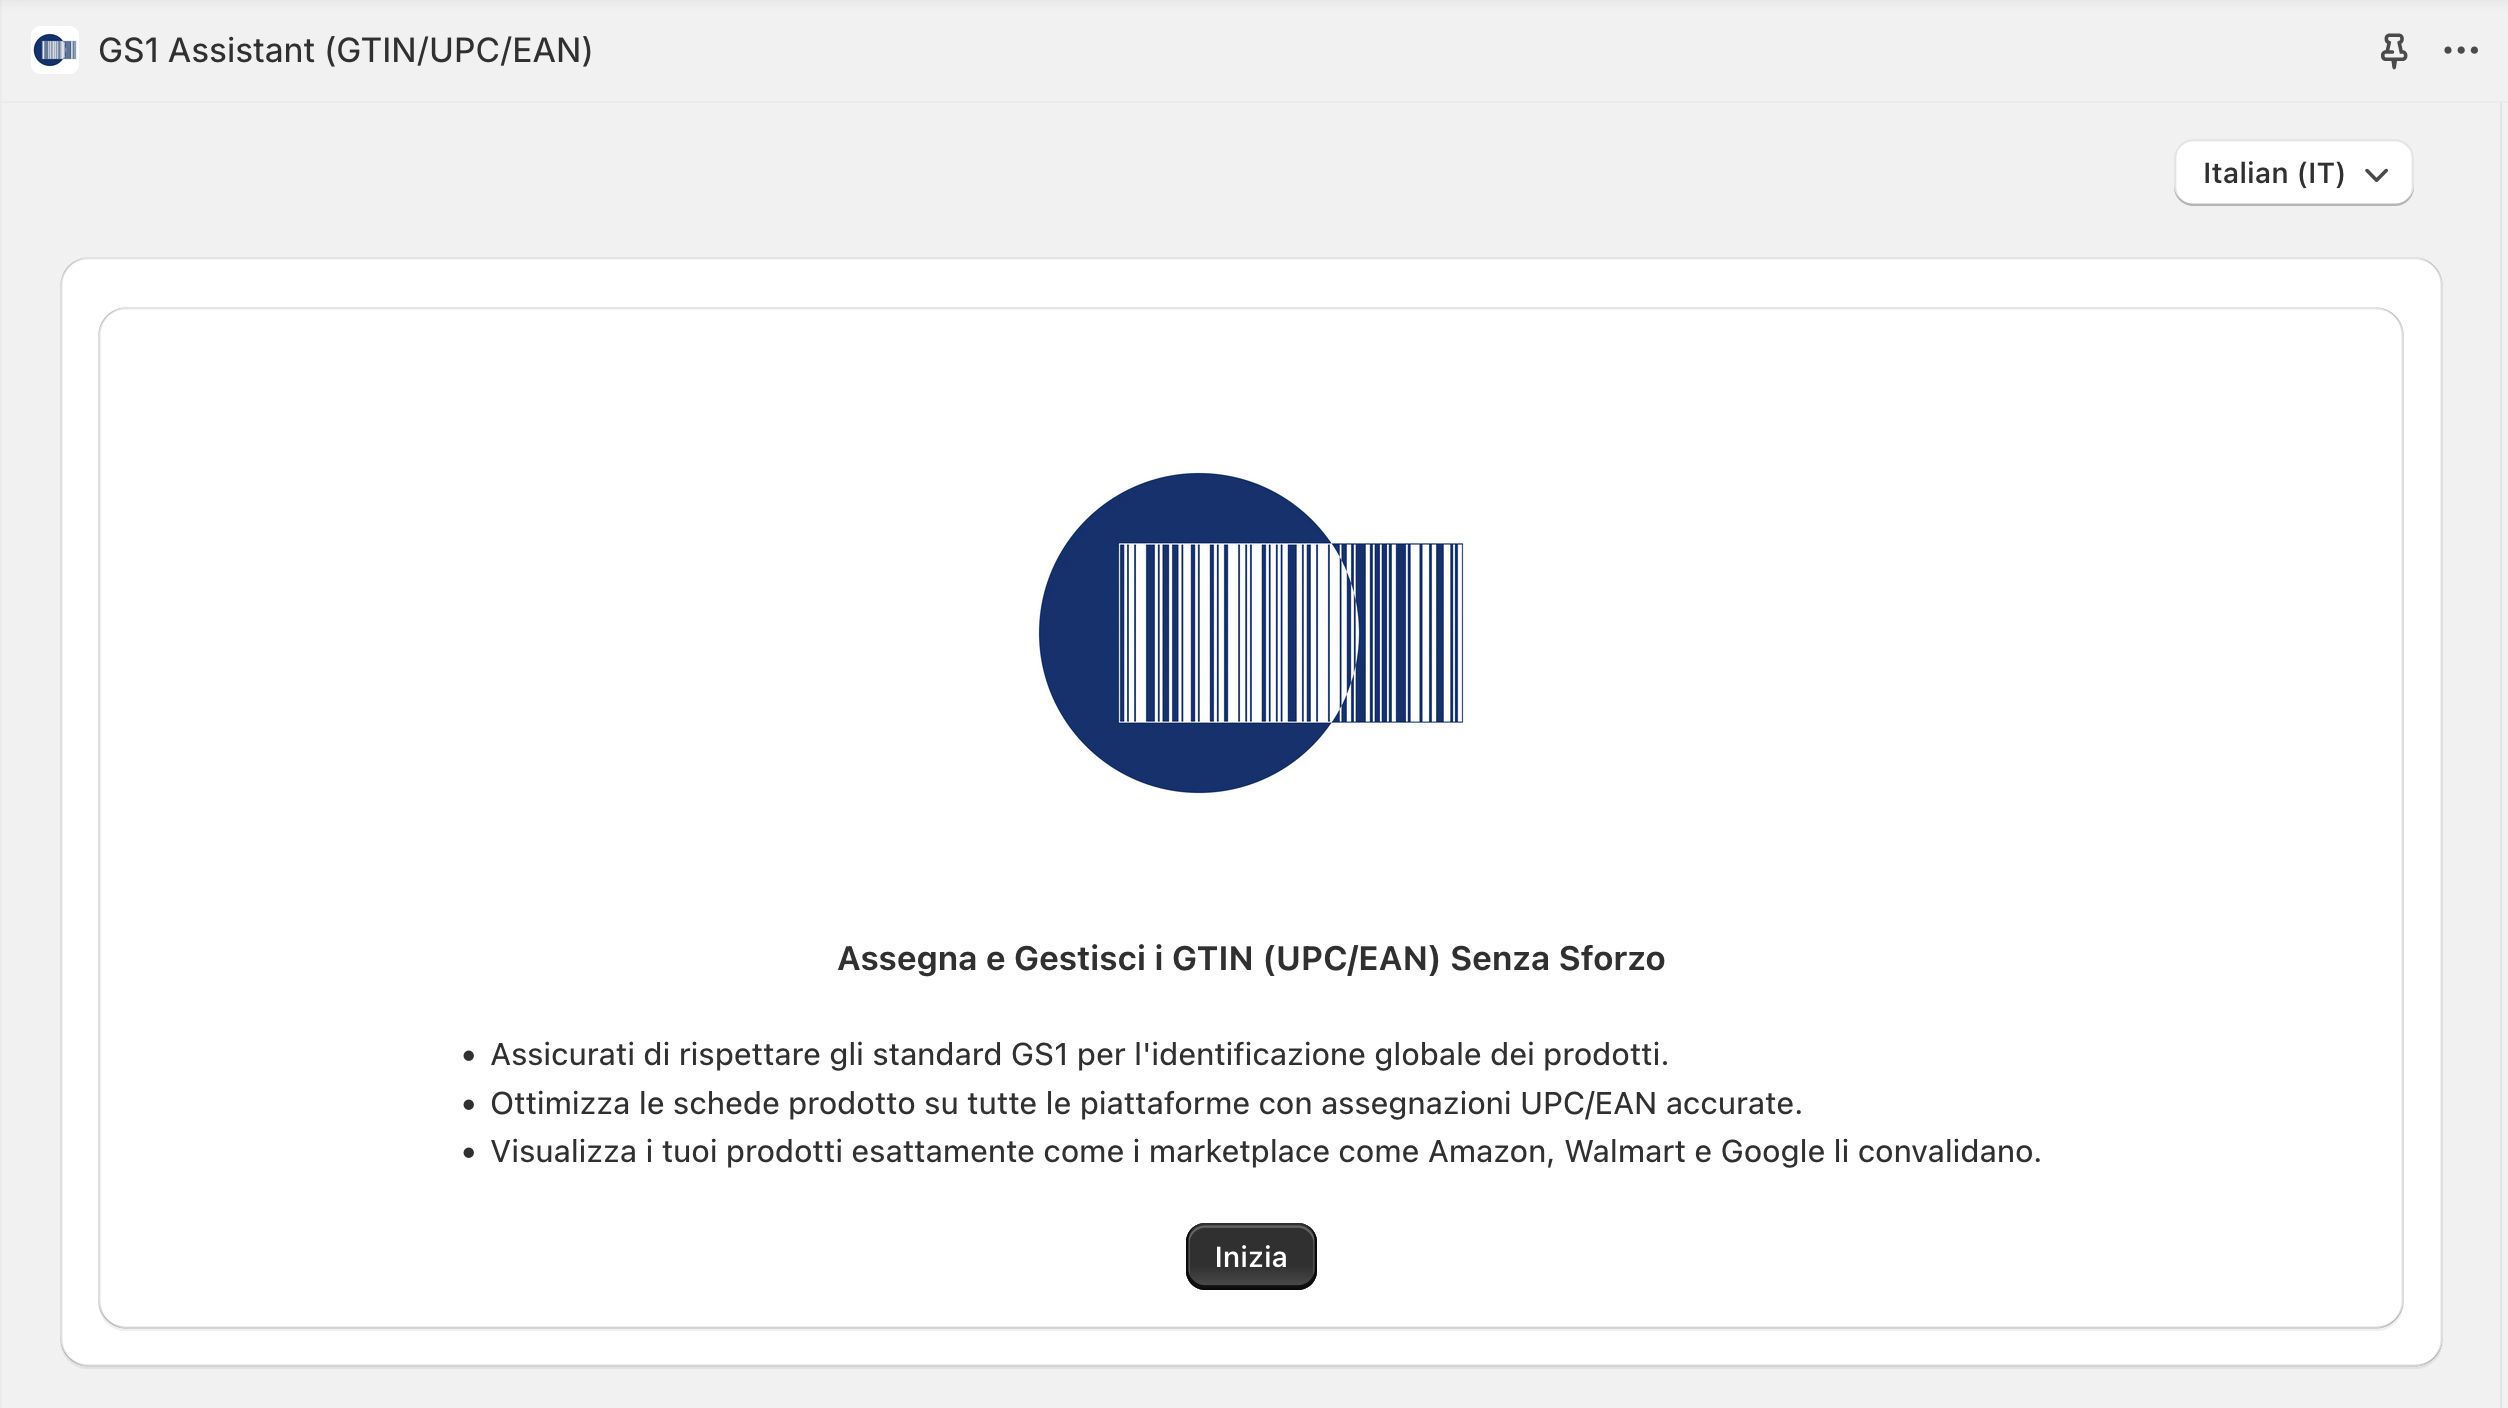 GS1 Assistant (GTIN/UPC/EAN)
Italian (IT)
Assegna e Gestisci i GTIN (UPC/EAN) Senza Sforzo
• Assicurati di rispettare gli standard GS1 per l'identificazione globale dei prodotti.
• Ottimizza le schede prodotto su tutte le piattaforme con assegnazioni UPC/EAN accurate.
• Visualizza i tuoi prodotti esattamente come i marketplace come Amazon, Walmart e Google li convalidano.
Inizia